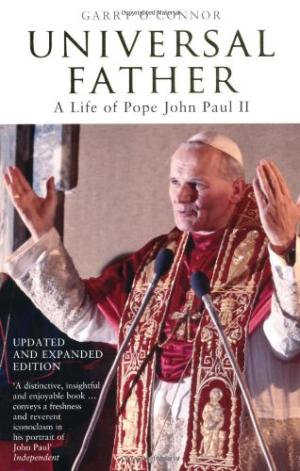 GARRY O'CONNOR
UNIVERSAL
FATHER
A Life of Pope John Paul II
UPDATED
AND EXPANDED
EDITION
'A distinctive, insightful
and enjoyable book ...
conveys a freshness
and reverent
iconoclasm in
his portrait of
John Paul'
Independent